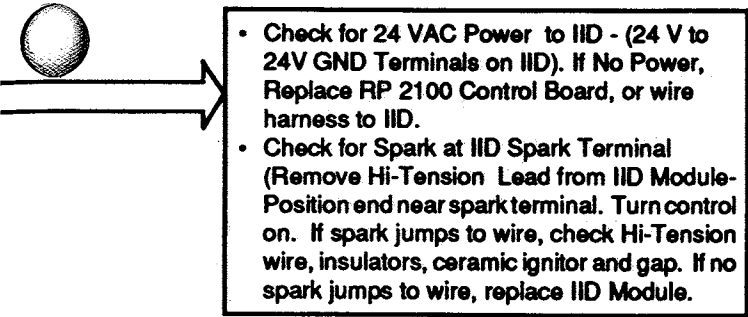 • Check for 24 VAC Power to IID - (24 V to
24V GND Terminals on IID). If No Power,
Replace RP 2100 Control Board, or wire
harness to IID.
• Check for Spark at IID Spark Terminal
(Remove Hi-Tension Lead from IID Module-
Position end near spark terminal. Turn control
on. If spark jumps to wire, check Hi-Tension
wire, insulators, ceramic ignitor and gap. If no
spark jumps to wire, replace IID Module.